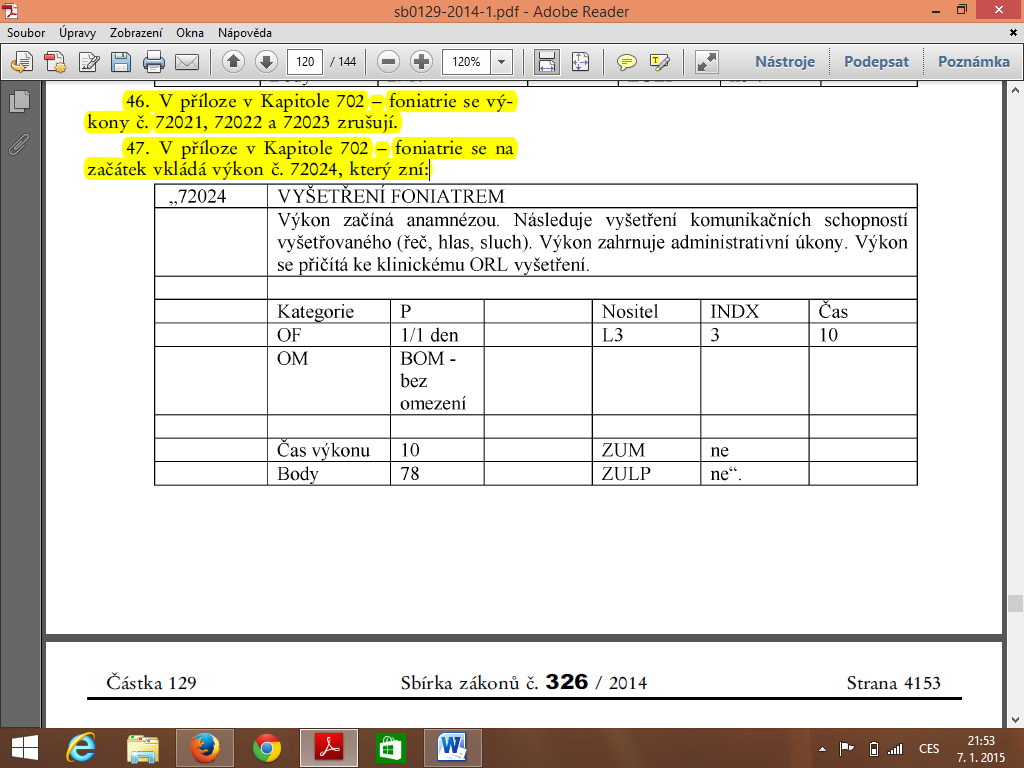 sb0129-2014-1.pdf - Adobe Reader
Soubor Úpravy Zobrazení Okna Nápověda
120 / 144 120% Nástroje Podepsat Poznámka
46. V příloze v Kapitole 702 – foniatrie se vý-
kony č. 72021, 72022 a 72023 zrušují.
47. V příloze v Kapitole 702 – foniatrie se na
začátek vkládá výkon č. 72024, který zní:
„72024 VYŠETŘENÍ FONIATREM
Výkon začíná anamnézou. Následuje vyšetření komunikačních schopností
vyšetřovaného (řeč, hlas, sluch). Výkon zahrnuje administrativní úkony. Výkon
se přičítá ke klinickému ORL vyšetření.
Kategorie P Nositel INDX Čas
OF 1/1 den L3 3 10
OM BOM -
bez
omezení
Čas výkonu 10 ZUM ne
Body 78 ZULP ne“.
Částka 129 Sbírka zákonů č. 326 / 2014 Strana 4153
CES
21:53
7. 1. 2015